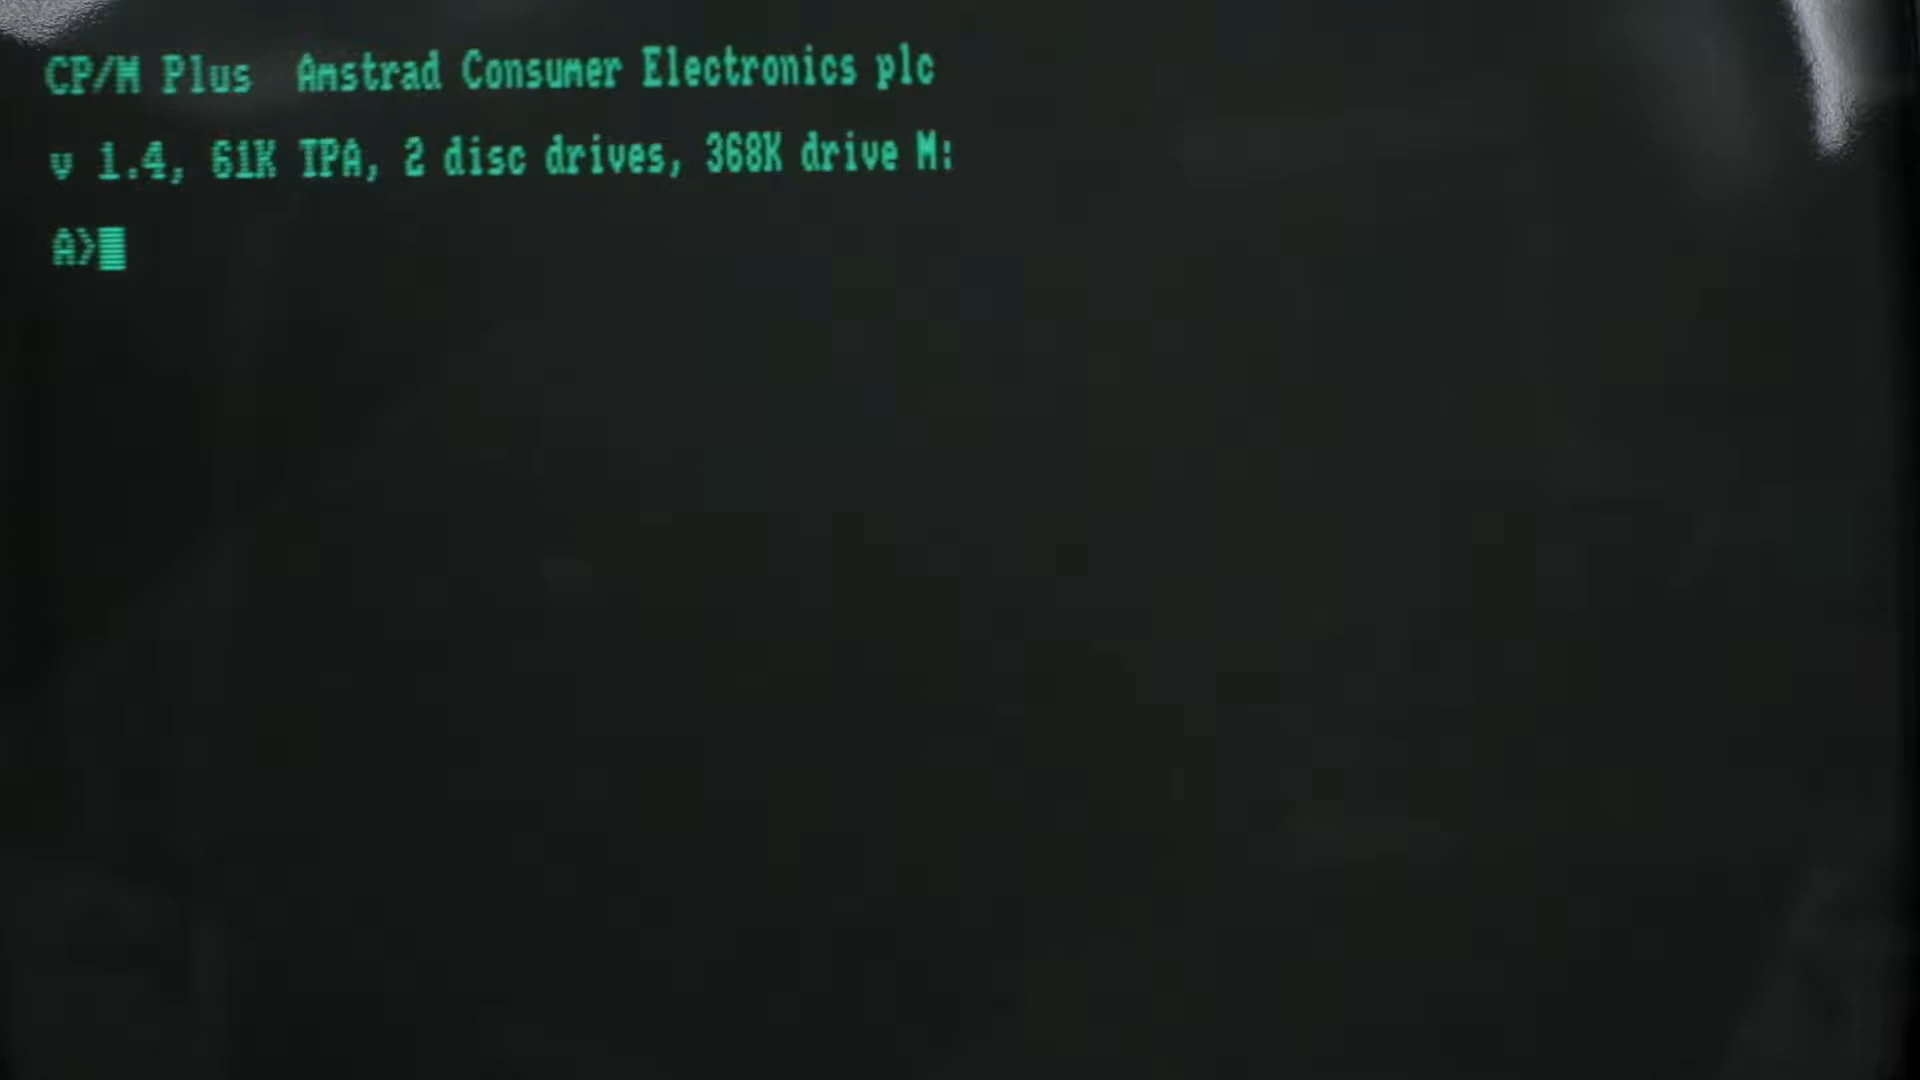 CP/M Plus  Amstrad Consumer Electronics plc
v 1.4, 61K TPA, 2 disc drives, 368K drive M:
A>